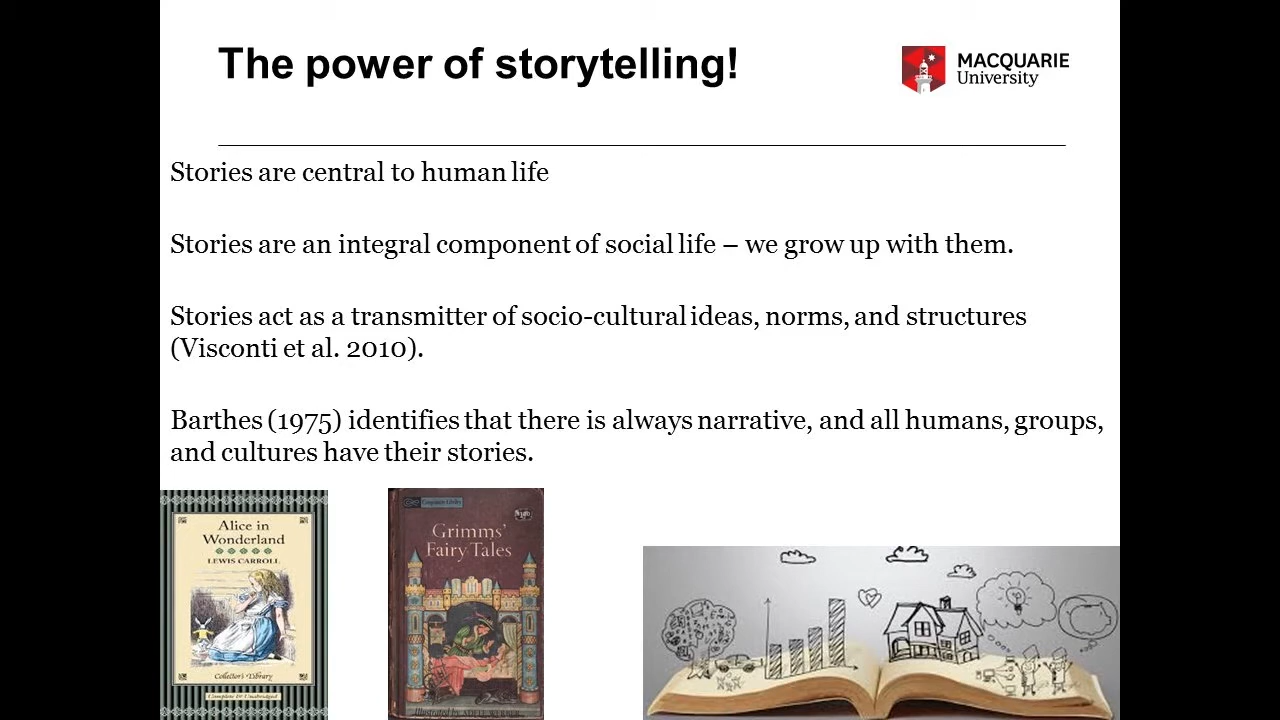 The power of storytelling!
MACQUARIE
University
Stories are central to human life
Stories are an integral component of social life – we grow up with them.
Stories act as a transmitter of socio-cultural ideas, norms, and structures
(Visconti et al. 2010).
Barthes (1975) identifies that there is always narrative, and all humans, groups,
and cultures have their stories.
Alice in
Wonderland
LEWIS CARROLL
Collector's Library
Complete & Unabridged
Grimms'
Fairy Tales